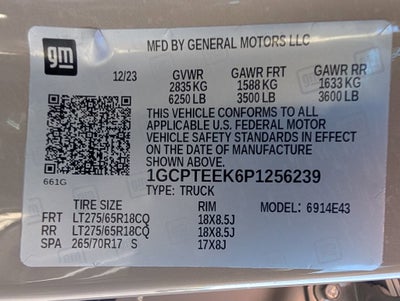 gm
MFD BY GENERAL MOTORS LLC
12/23 GVWR GAWR FRT GAWR RR
2835 KG 1588 KG 1633 KG
6250 LB 3500 LB 3600 LB
THIS VEHICLE CONFORMS TO ALL
APPLICABLE U.S. FEDERAL MOTOR
VEHICLE SAFETY STANDARDS IN EFFECT
ON THE DATE OF MANUFACTURE
SHOWN ABOVE.
661G
1GCPTEEK6P1256239
TYPE: TRUCK
TIRE SIZE RIM MODEL: 6914E43
FRT LT275/65R18CQ 18X8.5J
RR LT275/65R18CQ 18X8.5J
SPA 265/70R17 S 17X8J